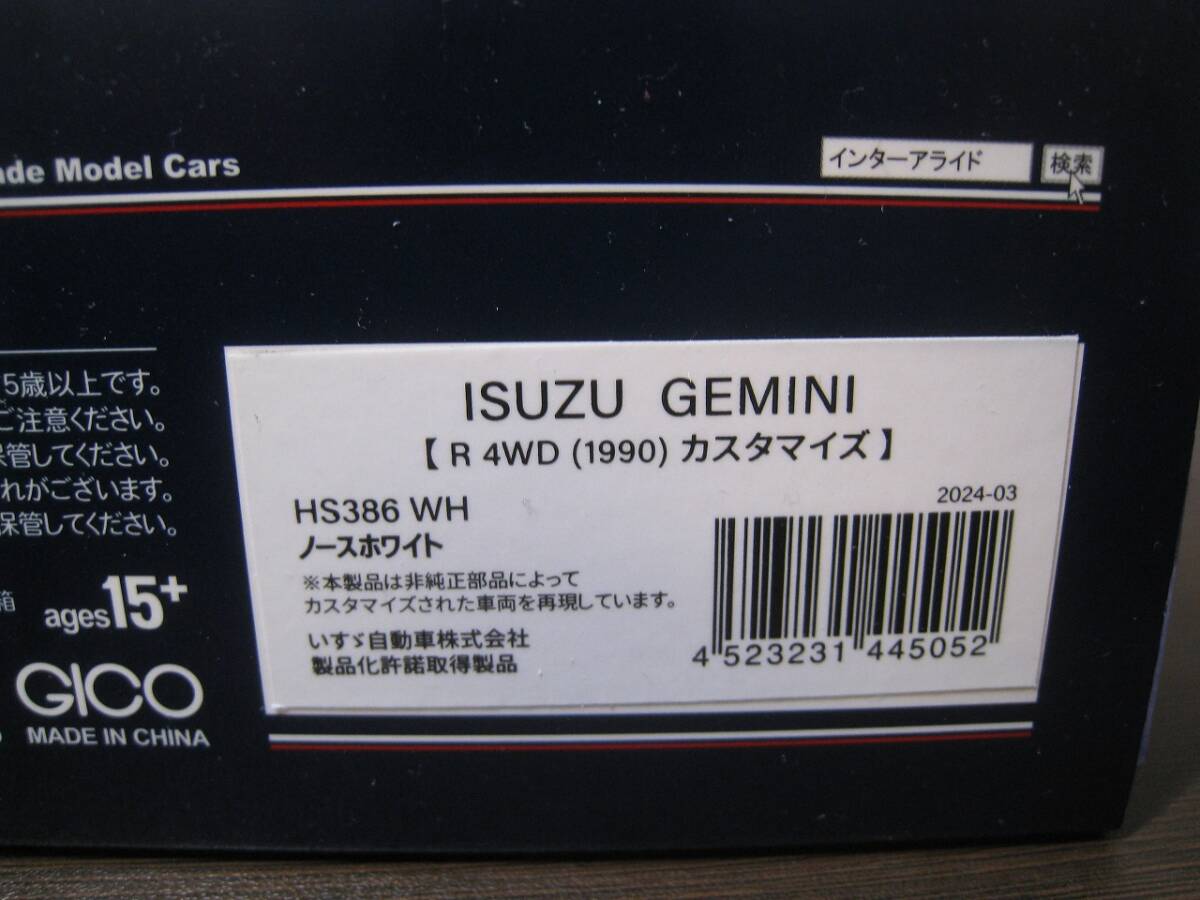 ade Model Cars
インターアライド 検索
5歳以上です。
ご注意ください。
保管してください。
れがございます。
保管してください。
箱
ages15+
GICO
MADE IN CHINA
ISUZU GEMINI
【 R 4WD (1990) カスタマイズ 】
HS386 WH
2024-03
ノースホワイト
※本製品は非純正部品によって
カスタマイズされた車両を再現しています。
いすゞ自動車株式会社
製品化許諾取得製品
4 523231 445052